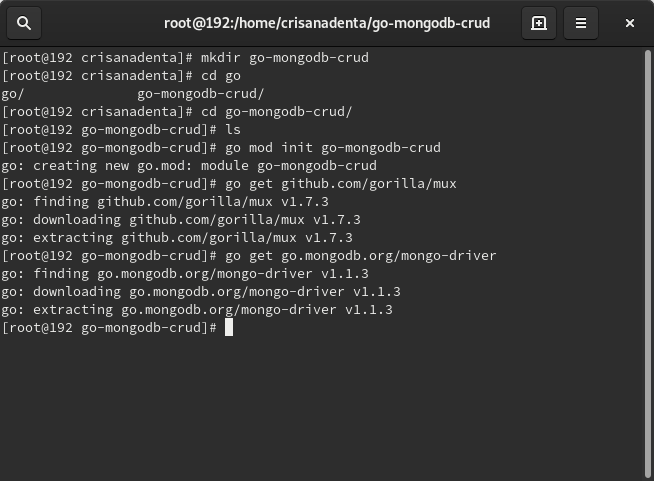 root@192:/home/crisanadenta/go-mongodb-crud
[root@192 crisanadenta]# mkdir go-mongodb-crud
[root@192 crisanadenta]# cd go
go/              go-mongodb-crud/
[root@192 crisanadenta]# cd go-mongodb-crud/
[root@192 go-mongodb-crud]# ls
[root@192 go-mongodb-crud]# go mod init go-mongodb-crud
go: creating new go.mod: module go-mongodb-crud
[root@192 go-mongodb-crud]# go get github.com/gorilla/mux
go: finding github.com/gorilla/mux v1.7.3
go: downloading github.com/gorilla/mux v1.7.3
go: extracting github.com/gorilla/mux v1.7.3
[root@192 go-mongodb-crud]# go get go.mongodb.org/mongo-driver
go: finding go.mongodb.org/mongo-driver v1.1.3
go: downloading go.mongodb.org/mongo-driver v1.1.3
go: extracting go.mongodb.org/mongo-driver v1.1.3
[root@192 go-mongodb-crud]#